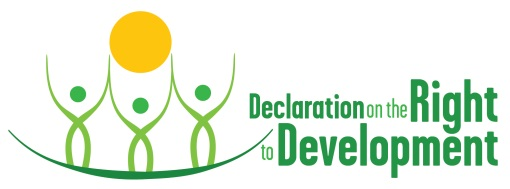 Declaration on the Right
to Development